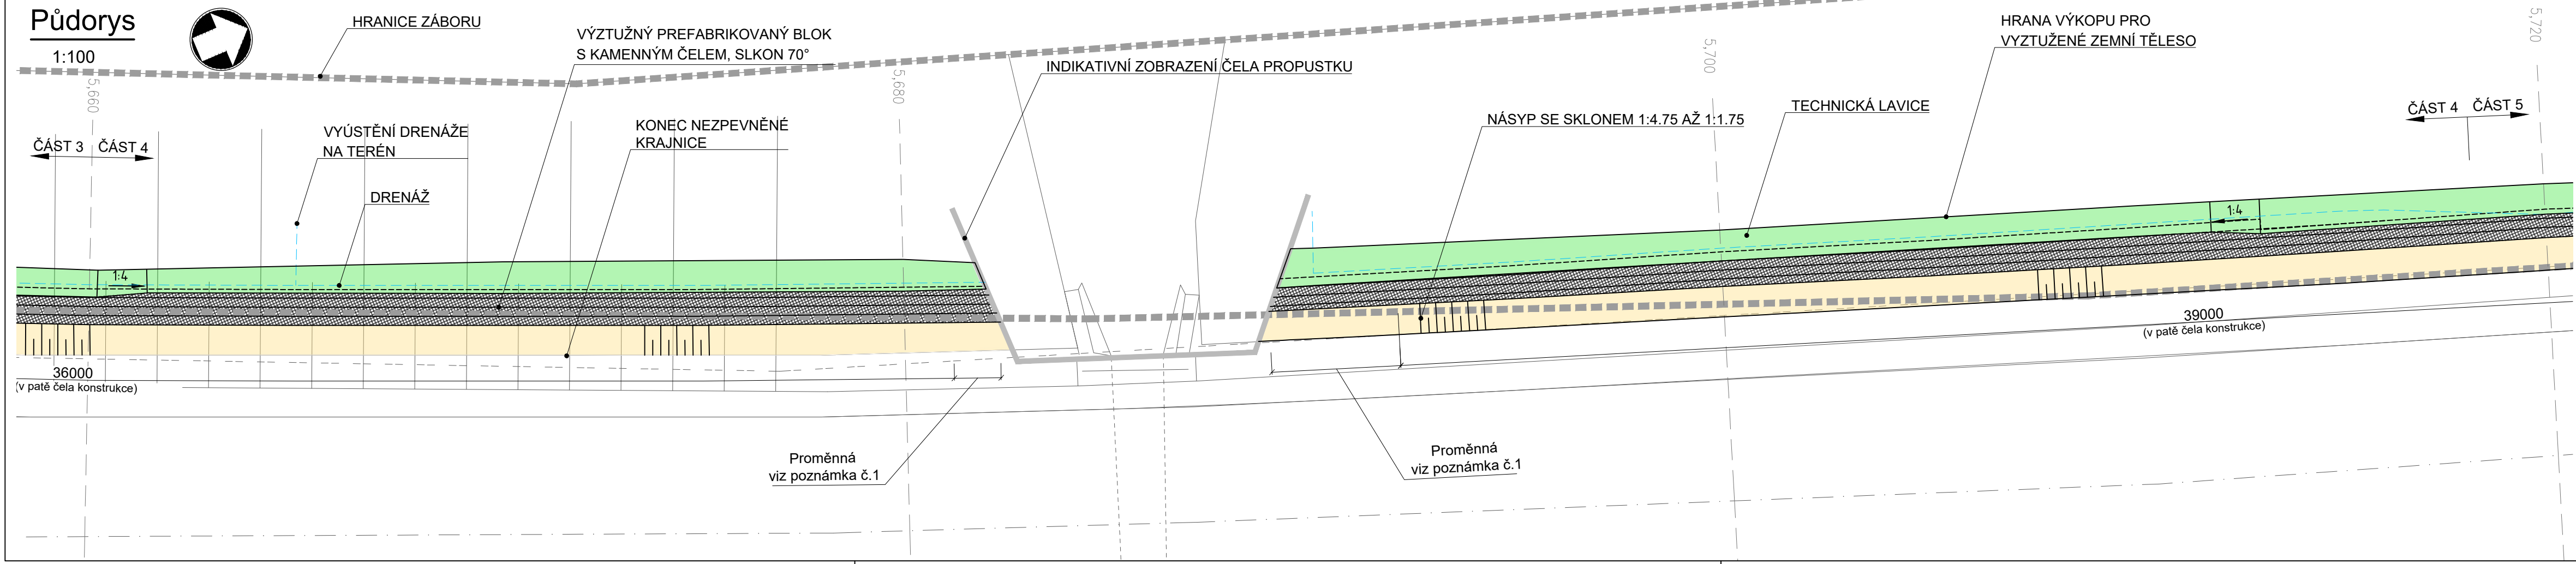 Půdorys
1:100
HRANICE ZÁBORU
VÝZTUŽNÝ PREFABRIKOVANÝ BLOK
S KAMENNÝM ČELEM, SLKON 70°
INDIKATIVNÍ ZOBRAZENÍ ČELA PROPUSTKU
HRANA VÝKOPU PRO
VYZTUŽENÉ ZEMNÍ TĚLESO
5,660
5,680
5,700
5,720
ČÁST 3
ČÁST 4
VYÚSTĚNÍ DRENÁŽE
NA TERÉN
KONEC NEZPEVNĚNÉ
KRAJNICE
DRENÁŽ
NÁSYP SE SKLONEM 1:4.75 AŽ 1:1.75
TECHNICKÁ LAVICE
ČÁST 4
ČÁST 5
1:4
1:4
36000
(v patě čela konstrukce)
39000
(v patě čela konstrukce)
Proměnná
viz poznámka č.1
Proměnná
viz poznámka č.1